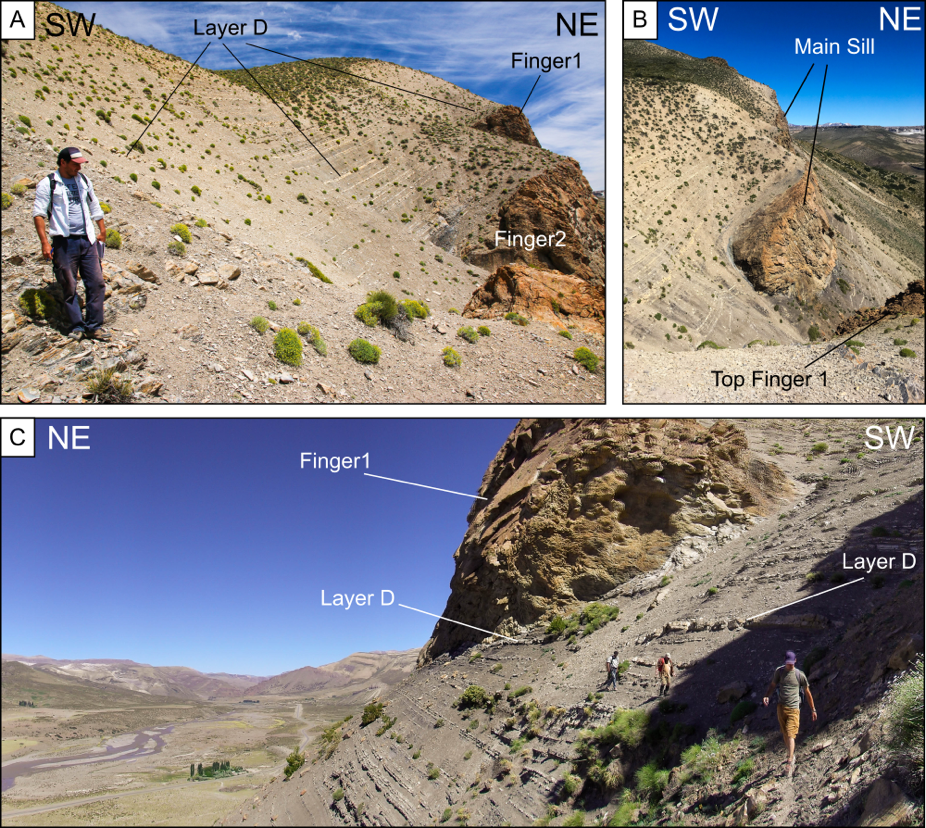 A
SW
Layer D
NE
Finger1
Finger2
B
SW
NE
Main Sill
Top Finger 1
C
NE
SW
Finger1
Layer D
Layer D